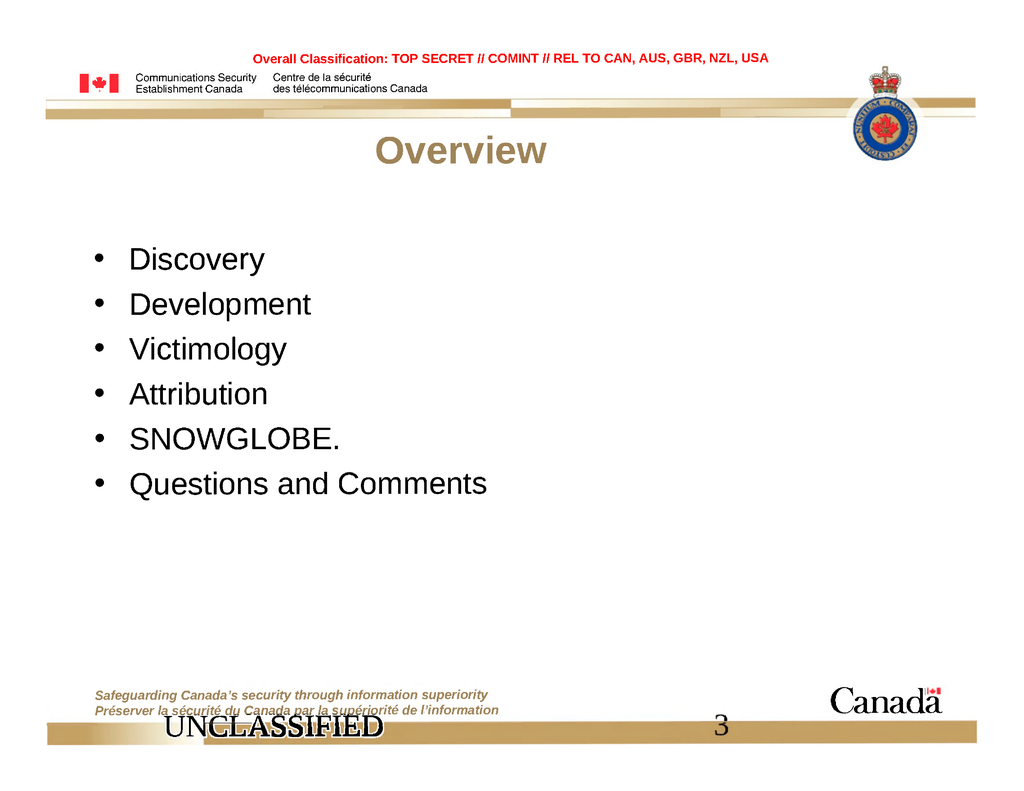 Overall Classification: TOP SECRET // COMINT // REL TO CAN, AUS, GBR, NZL, USA
Communications Security
Establishment Canada
Centre de la sécurité
des télécommunications Canada
Overview
• Discovery
• Development
• Victimology
• Attribution
• SNOWGLOBE.
• Questions and Comments
Safeguarding Canada's security through information superiority
Préserver la sécurité du Canada par la supériorité de l'information
UNCLASSIFIED
3
Canada